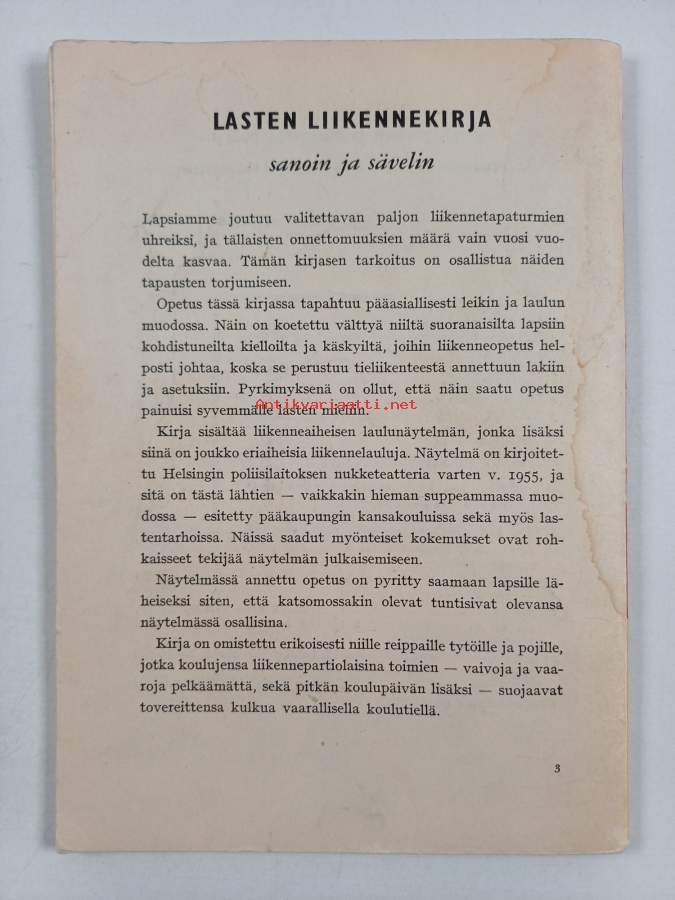 LASTEN LIIKENNEKIRJA
sanoin ja sävelin
Lapsiamme joutuu valitettavan paljon liikennetapaturmien
uhreiksi, ja tällaisten onnettomuuksien määrä vain vuosi vuo-
delta kasvaa. Tämän kirjasen tarkoitus on osallistua näiden
tapausten torjumiseen.
Opetus tässä kirjassa tapahtuu pääasiallisesti leikin ja laulun
muodossa. Näin on koetettu välttyä niiltä suoranaisilta lapsiin
kohdistuneilta kielloilta ja käskyiltä, joihin liikenneopetus hel-
posti johtaa, koska se perustuu tieliikenteestä annettuun lakiin
ja asetuksiin. Pyrkimyksenä on ollut, että näin saatu opetus
painuisi syvemmälle lasten mieliin.
Antikvariaatti.net
Kirja sisältää liikenneaiheisen laulunäytelmän, jonka lisäksi
siinä on joukko eriaiheisia liikennelauluja. Näytelmä on kirjoitet-
tu Helsingin poliisilaitoksen nukketeatteria varten v. 1955, ja
sitä on tästä lähtien — vaikkakin hieman suppeammassa muo-
dossa — esitetty pääkaupungin kansakouluissa sekä myös las-
tentarhoissa. Näissä saadut myönteiset kokemukset ovat roh-
kaisseet tekijää näytelmän julkaisemiseen.
Näytelmässä annettu opetus on pyritty saamaan lapsille lä-
heiseksi siten, että katsomossakin olevat tuntisivat olevansa
näytelmässä osallisina.
Kirja on omistettu erikoisesti niille reippaille tytöille ja pojille,
jotka koulujensa liikennepartiolaisina toimien — vaivoja ja vaa-
roja pelkäämättä, sekä pitkän koulupäivän lisäksi — suojaavat
tovereittensa kulkua vaarallisella koulutiellä.
3